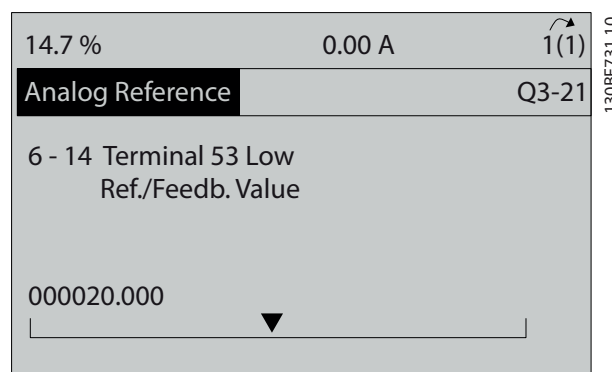 14.7 %
0.00 A
1(1)
Analog Reference
Q3-21
6 - 14 Terminal 53 Low
Ref./Feedb. Value
000020.000
130BF731.10